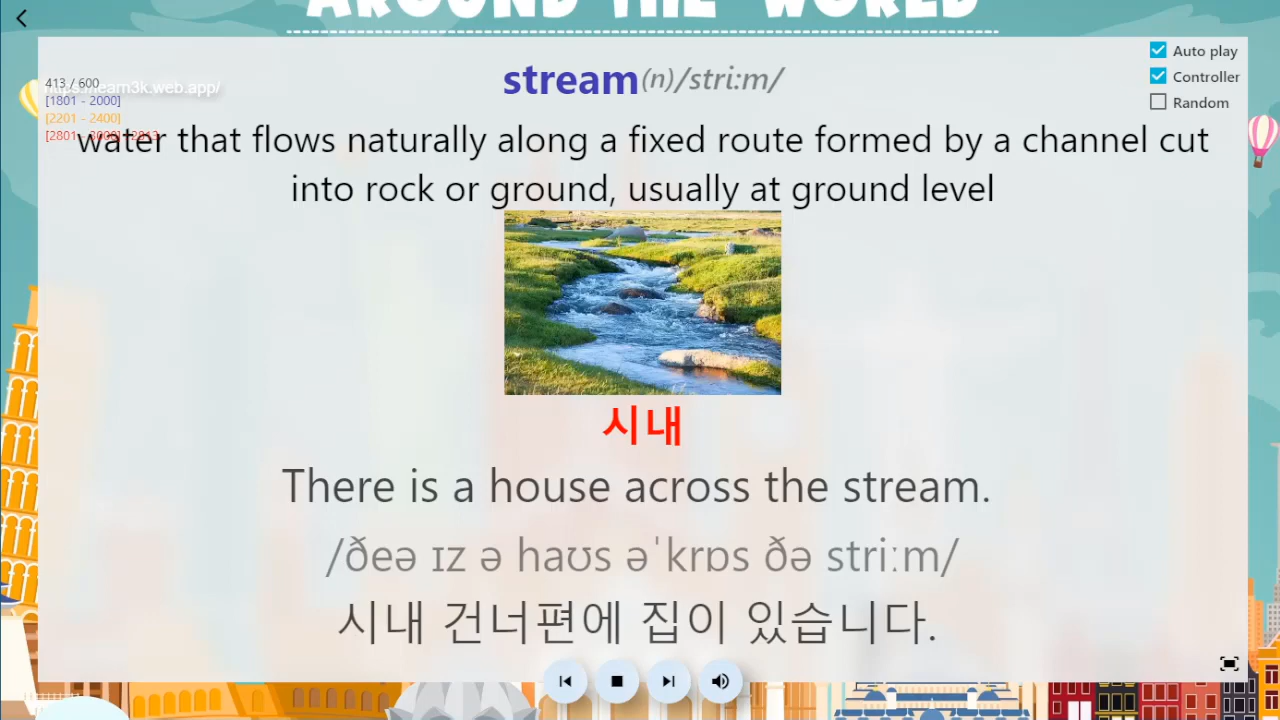 AROUND THE WORLD
Auto play
Controller
Random
413 / 600
https://learn3k.web.app/
[1801 - 2000]
[2201 - 2400]
[2801 - 3000] : 2813
stream(n)/stri:m/
water that flows naturally along a fixed route formed by a channel cut
into rock or ground, usually at ground level
시내
There is a house across the stream.
/ðeə ɪz ə haʊs əˈkrɒs ðə striːm/
시내 건너편에 집이 있습니다.